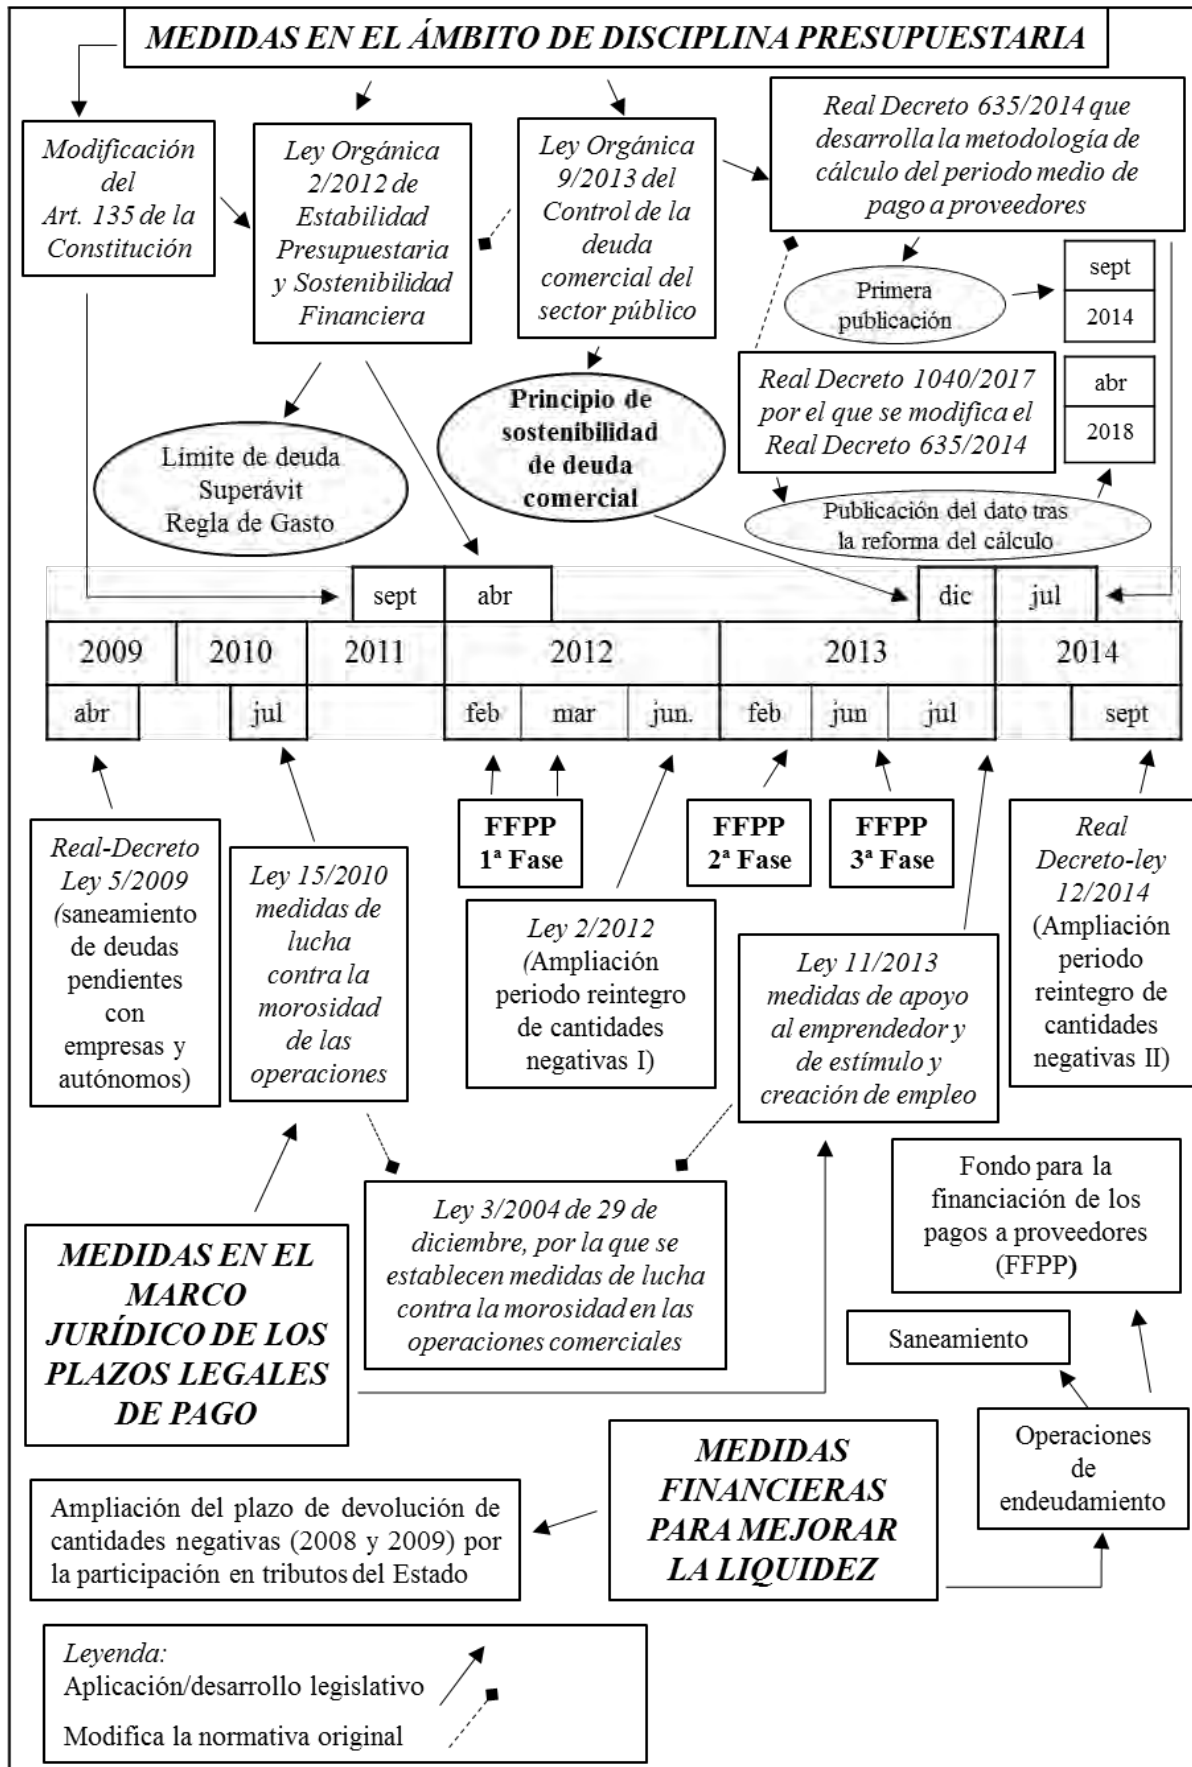 MEDIDAS EN EL ÁMBITO DE DISCIPLINA PRESUPUESTARIA
Modificación
del
Art. 135 de la
Constitución
Ley Orgánica
2/2012 de
Estabilidad
Presupuestaria
y Sostenibilidad
Financiera
Ley Orgánica
9/2013 del
Control de la
deuda
comercial del
sector público
Real Decreto 635/2014 que
desarrolla la metodología de
cálculo del periodo medio de
pago a proveedores
Primera
publicación
sept
2014
Límite de deuda
Superávit
Regla de Gasto
Principio de
sostenibilidad
de deuda
comercial
Real Decreto 1040/2017
por el que se modifica el
Real Decreto 635/2014
abr
2018
Publicación del dato tras
la reforma del cálculo
sept
abr
dic
jul
2009
2010
2011
2012
2013
2014
abr
jul
feb
mar
jun.
feb
jun
jul
sept
Real-Decreto
Ley 5/2009
(saneamiento
de deudas
pendientes
con
empresas y
autónomos)
Ley 15/2010
medidas de
lucha
contra la
morosidad
de las
operaciones
FFPP
1ª Fase
Ley 2/2012
(Ampliación
periodo reintegro
de cantidades
negativas I)
FFPP
2ª Fase
FFPP
3ª Fase
Ley 11/2013
medidas de apoyo
al emprendedor y
de estímulo y
creación de empleo
Real
Decreto-ley
12/2014
(Ampliación
periodo
reintegro de
cantidades
negativas II)
MEDIDAS EN EL
MARCO
JURÍDICO DE LOS
PLAZOS LEGALES
DE PAGO
Ley 3/2004 de 29 de
diciembre, por la que se
establecen medidas de lucha
contra la morosidad en las
operaciones comerciales
Fondo para la
financiación de los
pagos a proveedores
(FFPP)
Saneamiento
Operaciones
de
endeudamiento
MEDIDAS
FINANCIERAS
PARA MEJORAR
LA LIQUIDEZ
Ampliación del plazo de devolución de
cantidades negativas (2008 y 2009) por
la participación en tributos del Estado
Leyenda:
Aplicación/desarrollo legislativo
Modifica la normativa original